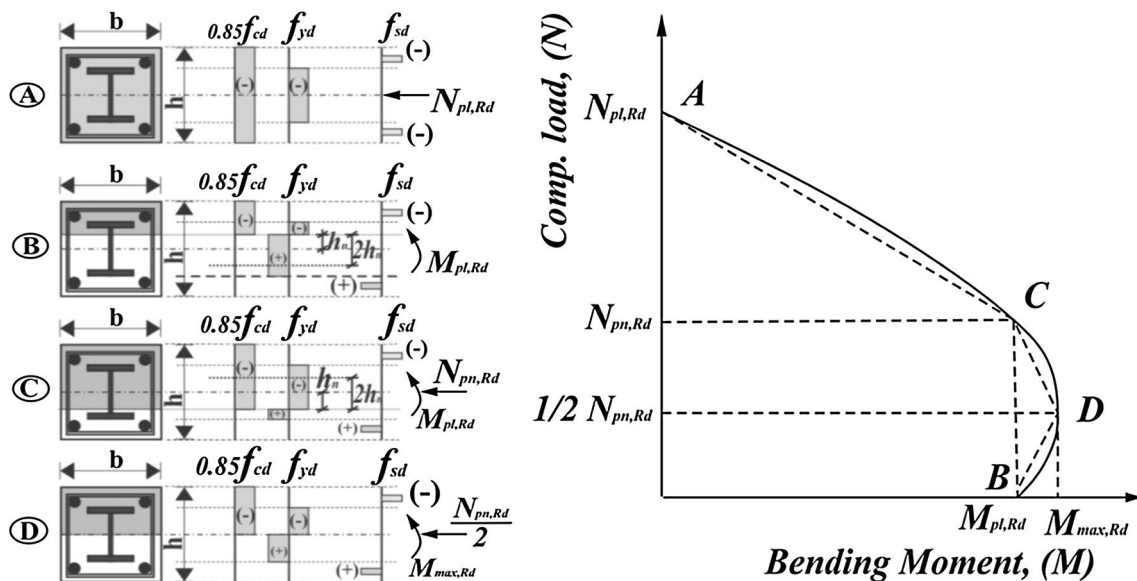 b
0.85fcd fyd fsd
(-)
A
h
(-) (-)
Npl,Rd
(-)
b
0.85fcd fyd fsd
(-)
B
h
(-) (-)
hn 2hn
(+)
Mpl,Rd
(+)
b
0.85fcd fyd fsd
(-)
C
h
(-) (-)
hn 2hn
Npn,Rd
(+)
Mpl,Rd
(+)
b
0.85fcd fyd fsd
(-)
D
h
(-) (-)
Npn,Rd
2
(+)
Mmax,Rd
(+)
Comp. load, (N)
Npl,Rd
A
C
Npn,Rd
1/2 Npn,Rd
D
B
Mpl,Rd Mmax,Rd
Bending Moment, (M)